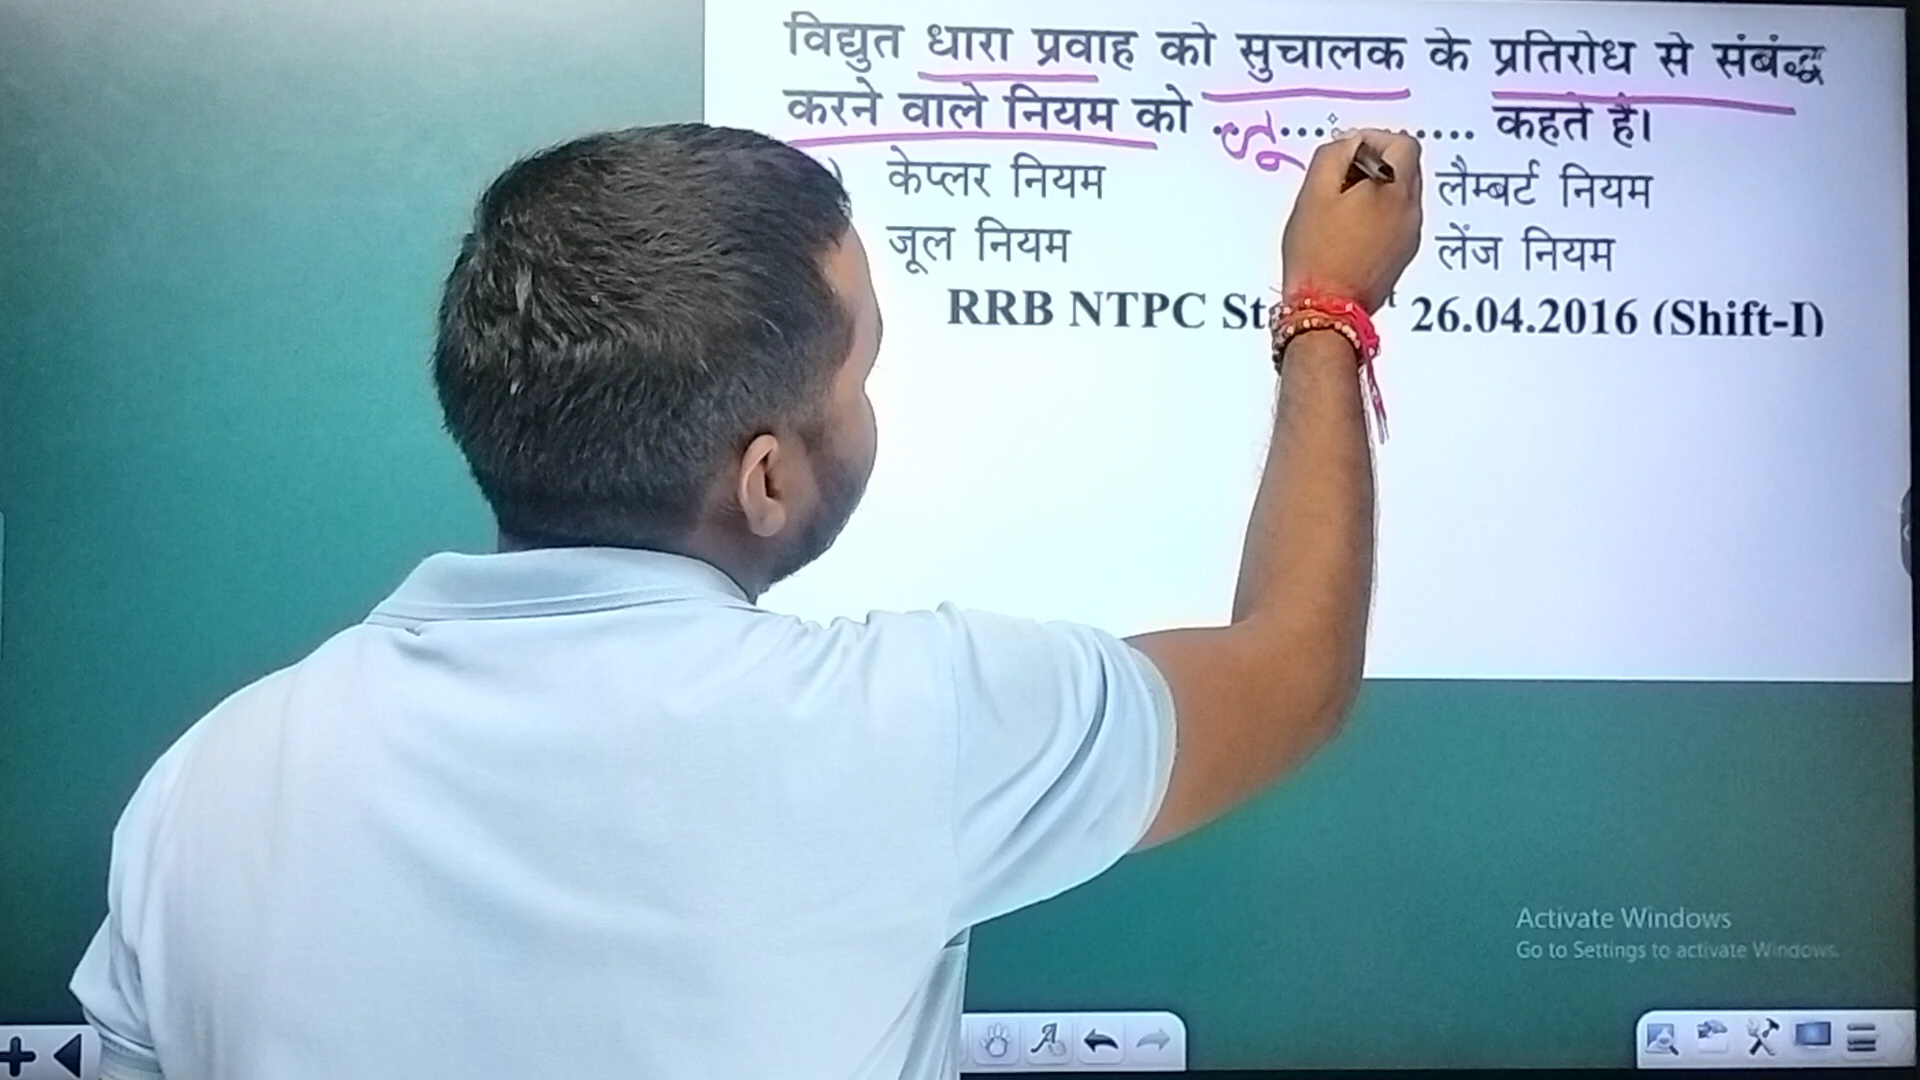 विद्युत धारा प्रवाह को सुचालक के प्रतिरोध से संबंद्ध
करने वाले नियम को .......... कहते हैं।
केप्लर नियम लैम्बर्ट नियम
जूल नियम लेंज नियम
RRB NTPC 26.04.2016 (Shift-I)
Activate Windows
Go to Settings to activate Windows.